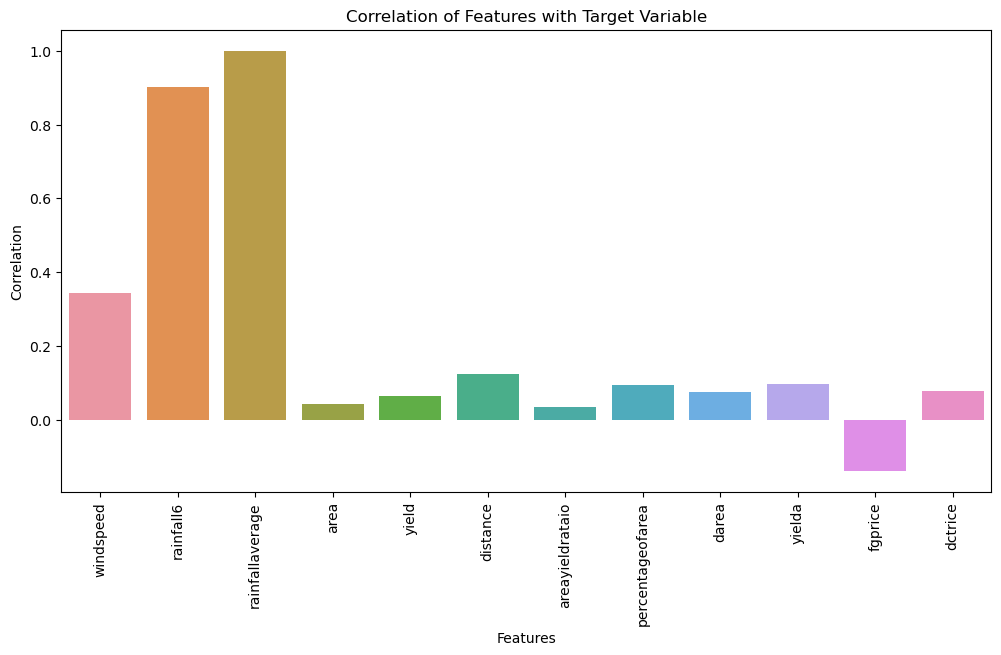 Correlation of Features with Target Variable
Correlation
1.0
0.8
0.6
0.4
0.2
0.0
windspeed
rainfall6
rainfallaverage
area
yield
distance
areayieldrataio
percentageofarea
darea
yielda
fgprice
dctrice
Features